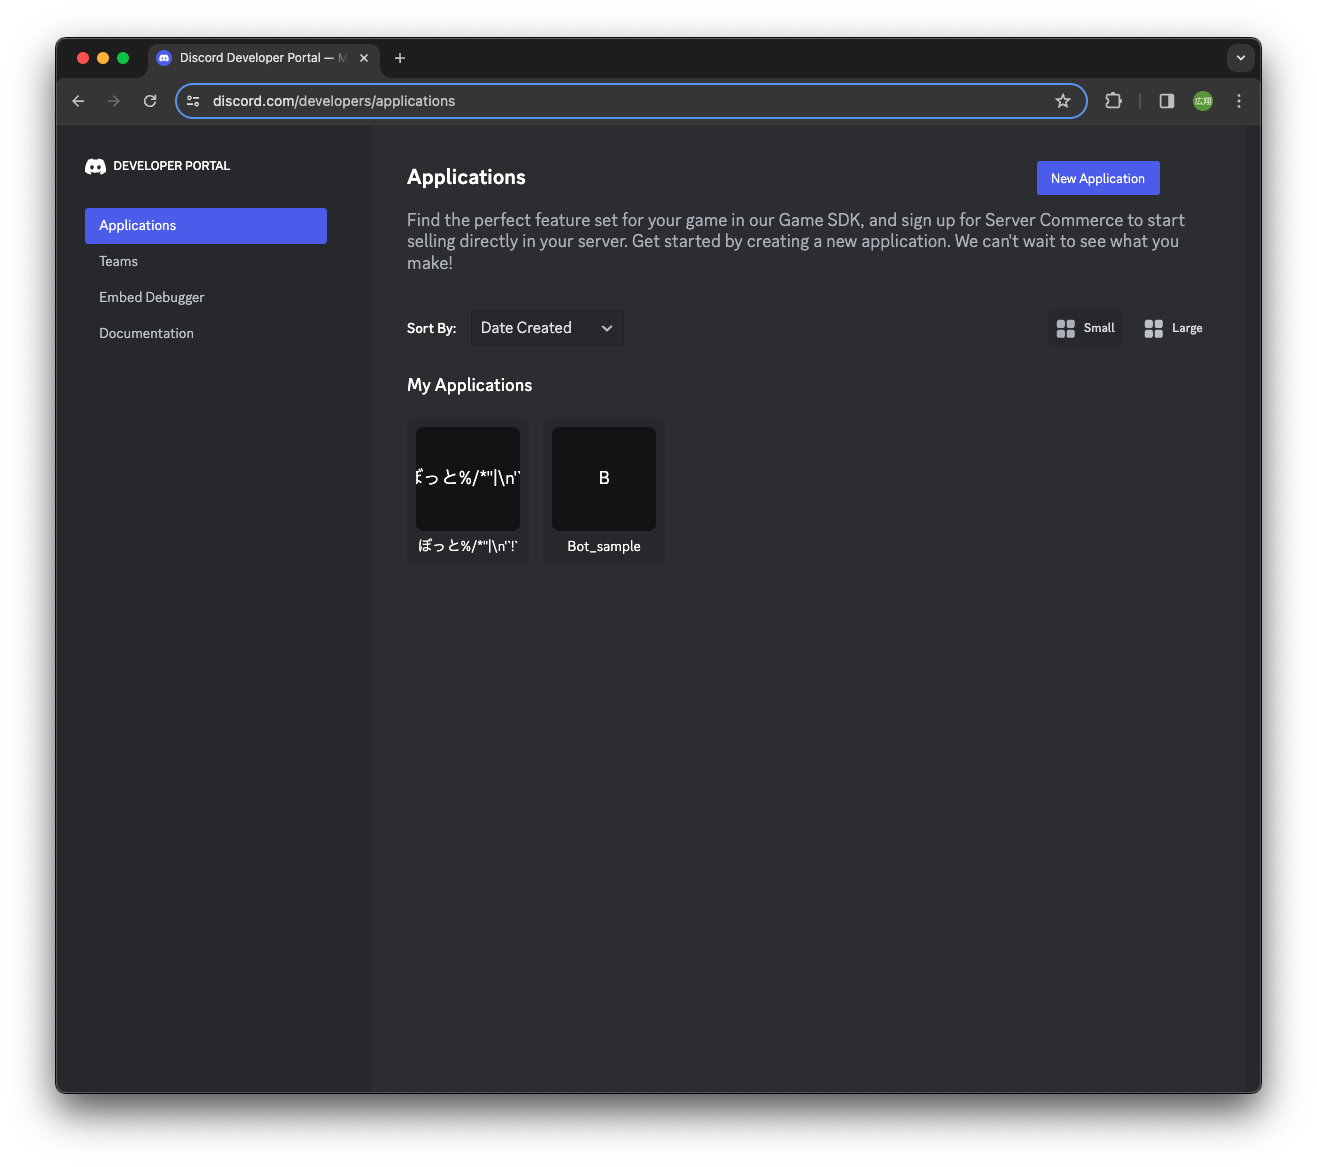 Discord Developer Portal — M
discord.com/developers/applications
広翔
DEVELOPER PORTAL
Applications
Teams
Embed Debugger
Documentation
Applications
New Application
Find the perfect feature set for your game in our Game SDK, and sign up for Server Commerce to start
selling directly in your server. Get started by creating a new application. We can't wait to see what you
make!
Sort By:
Date Created
Small
Large
My Applications
ぼっと%/*"|\n'`
B
ぼっと%/*"|\n'`!`
Bot_sample